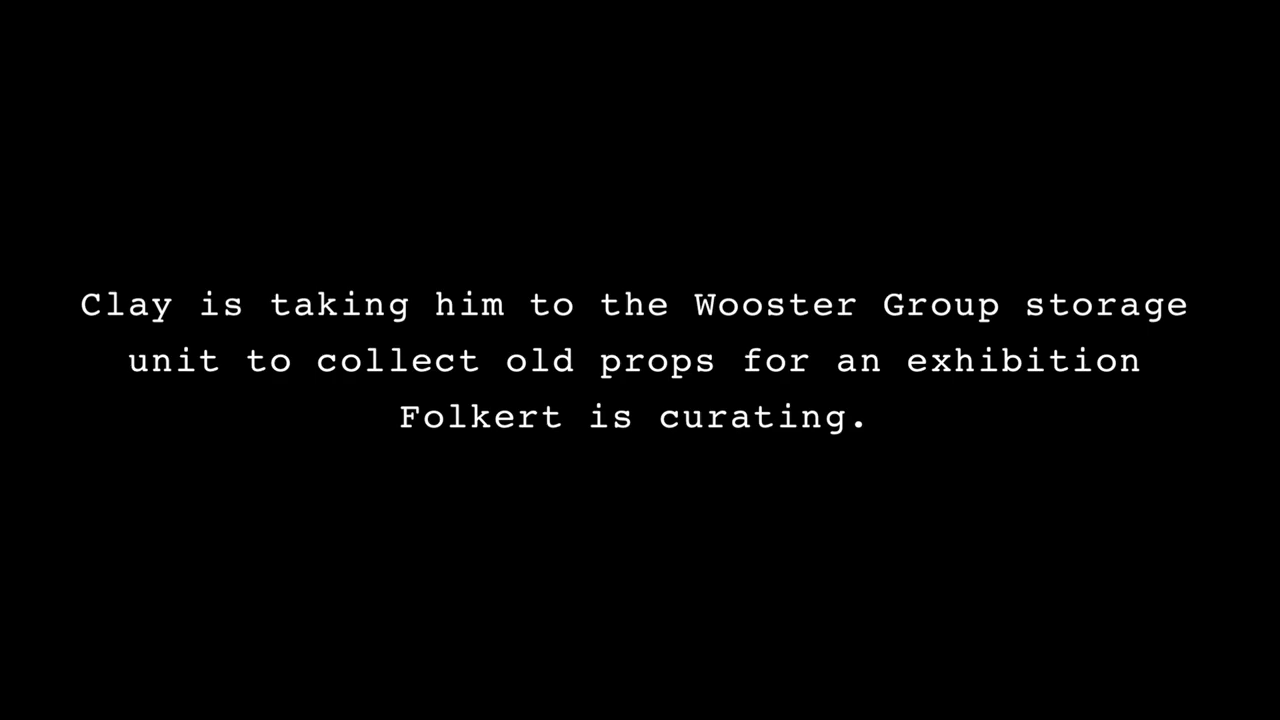 Clay is taking him to the Wooster Group storage
unit to collect old props for an exhibition
Folkert is curating.